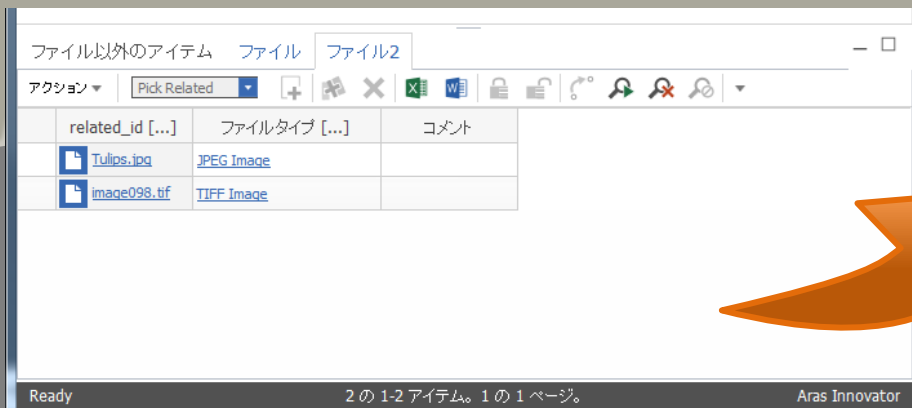 ファイル以外のアイテム ファイル ファイル2
アクション Pick Related
related_id [...] ファイルタイプ [...] コメント
Tulips.jpg JPEG Image
image098.tif TIFF Image
Ready 2 の 1-2 アイテム。1 の 1 ページ。 Aras Innovator